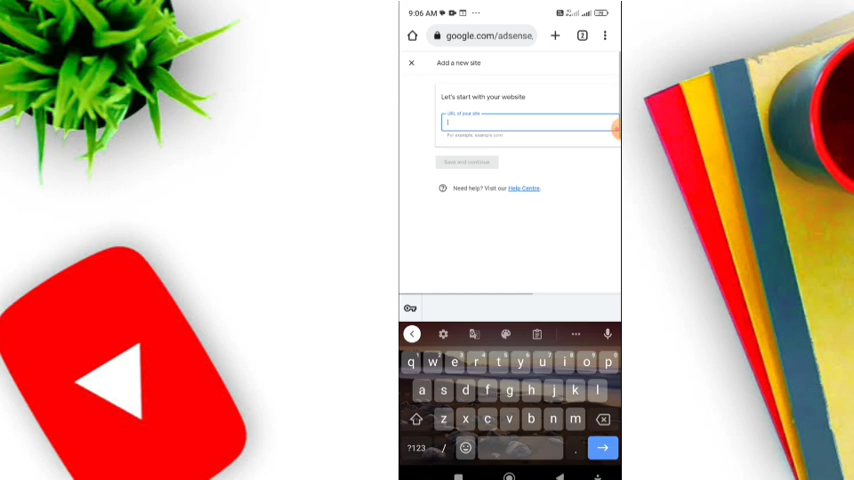 9:06 AM
google.com/adsense, 2
Add a new site
Let's start with your website
URL of your site
For example: example.com
Save and continue
Need help? Visit our Help Centre.
q w e r t y u i o p
a s d f g h j k l
z x c v b n m
?123 / .